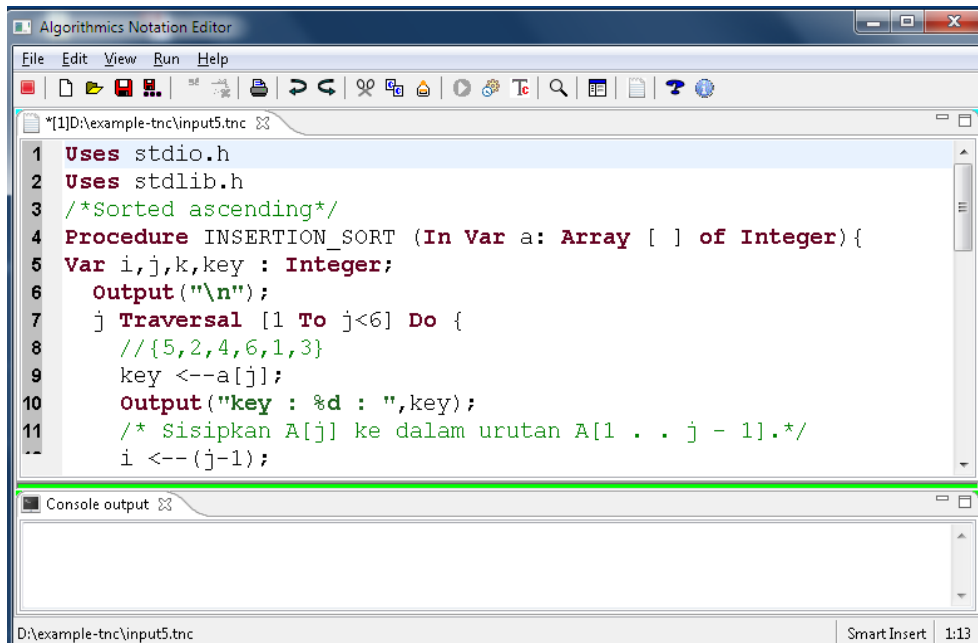 Algorithmics Notation Editor
File Edit View Run Help
*[1]D:\example-tnc\input5.tnc
1 Uses stdio.h
2 Uses stdlib.h
3 /*Sorted ascending*/
4 Procedure INSERTION_SORT (In Var a: Array [ ] of Integer){
5 Var i,j,k,key : Integer;
6 Output("\n");
7 j Traversal [1 To j<6] Do {
8 //{5,2,4,6,1,3}
9 key <--a[j];
10 Output("key : %d : ",key);
11 /* Sisipkan A[j] ke dalam urutan A[1 . . j - 1].*/
i <--(j-1);
Console output
D:\example-tnc\input5.tnc Smart Insert 1:13